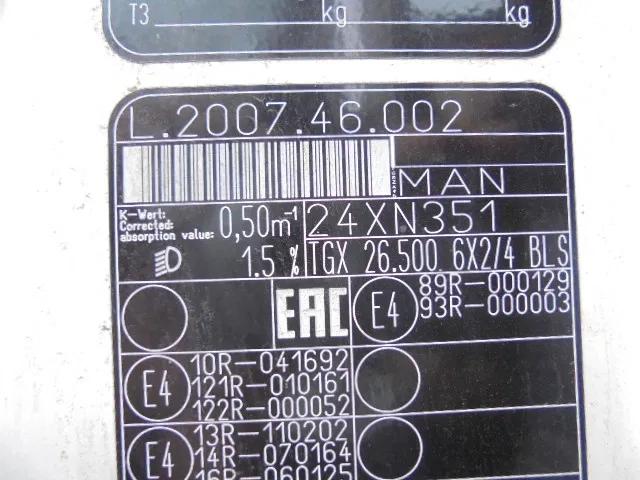 T3 kg kg
L.2007.46.002
MAN
K-Wert:
Corrected
absorption value: 0,50m⁻¹ 24XN351
1.5 % TGX 26.500 6X2/4 BLS
EAC E4 89R-000129
93R-000003
10R-041692
E4 121R-010161
122R-000052
13R-110202
E4 14R-070164
16R-060125